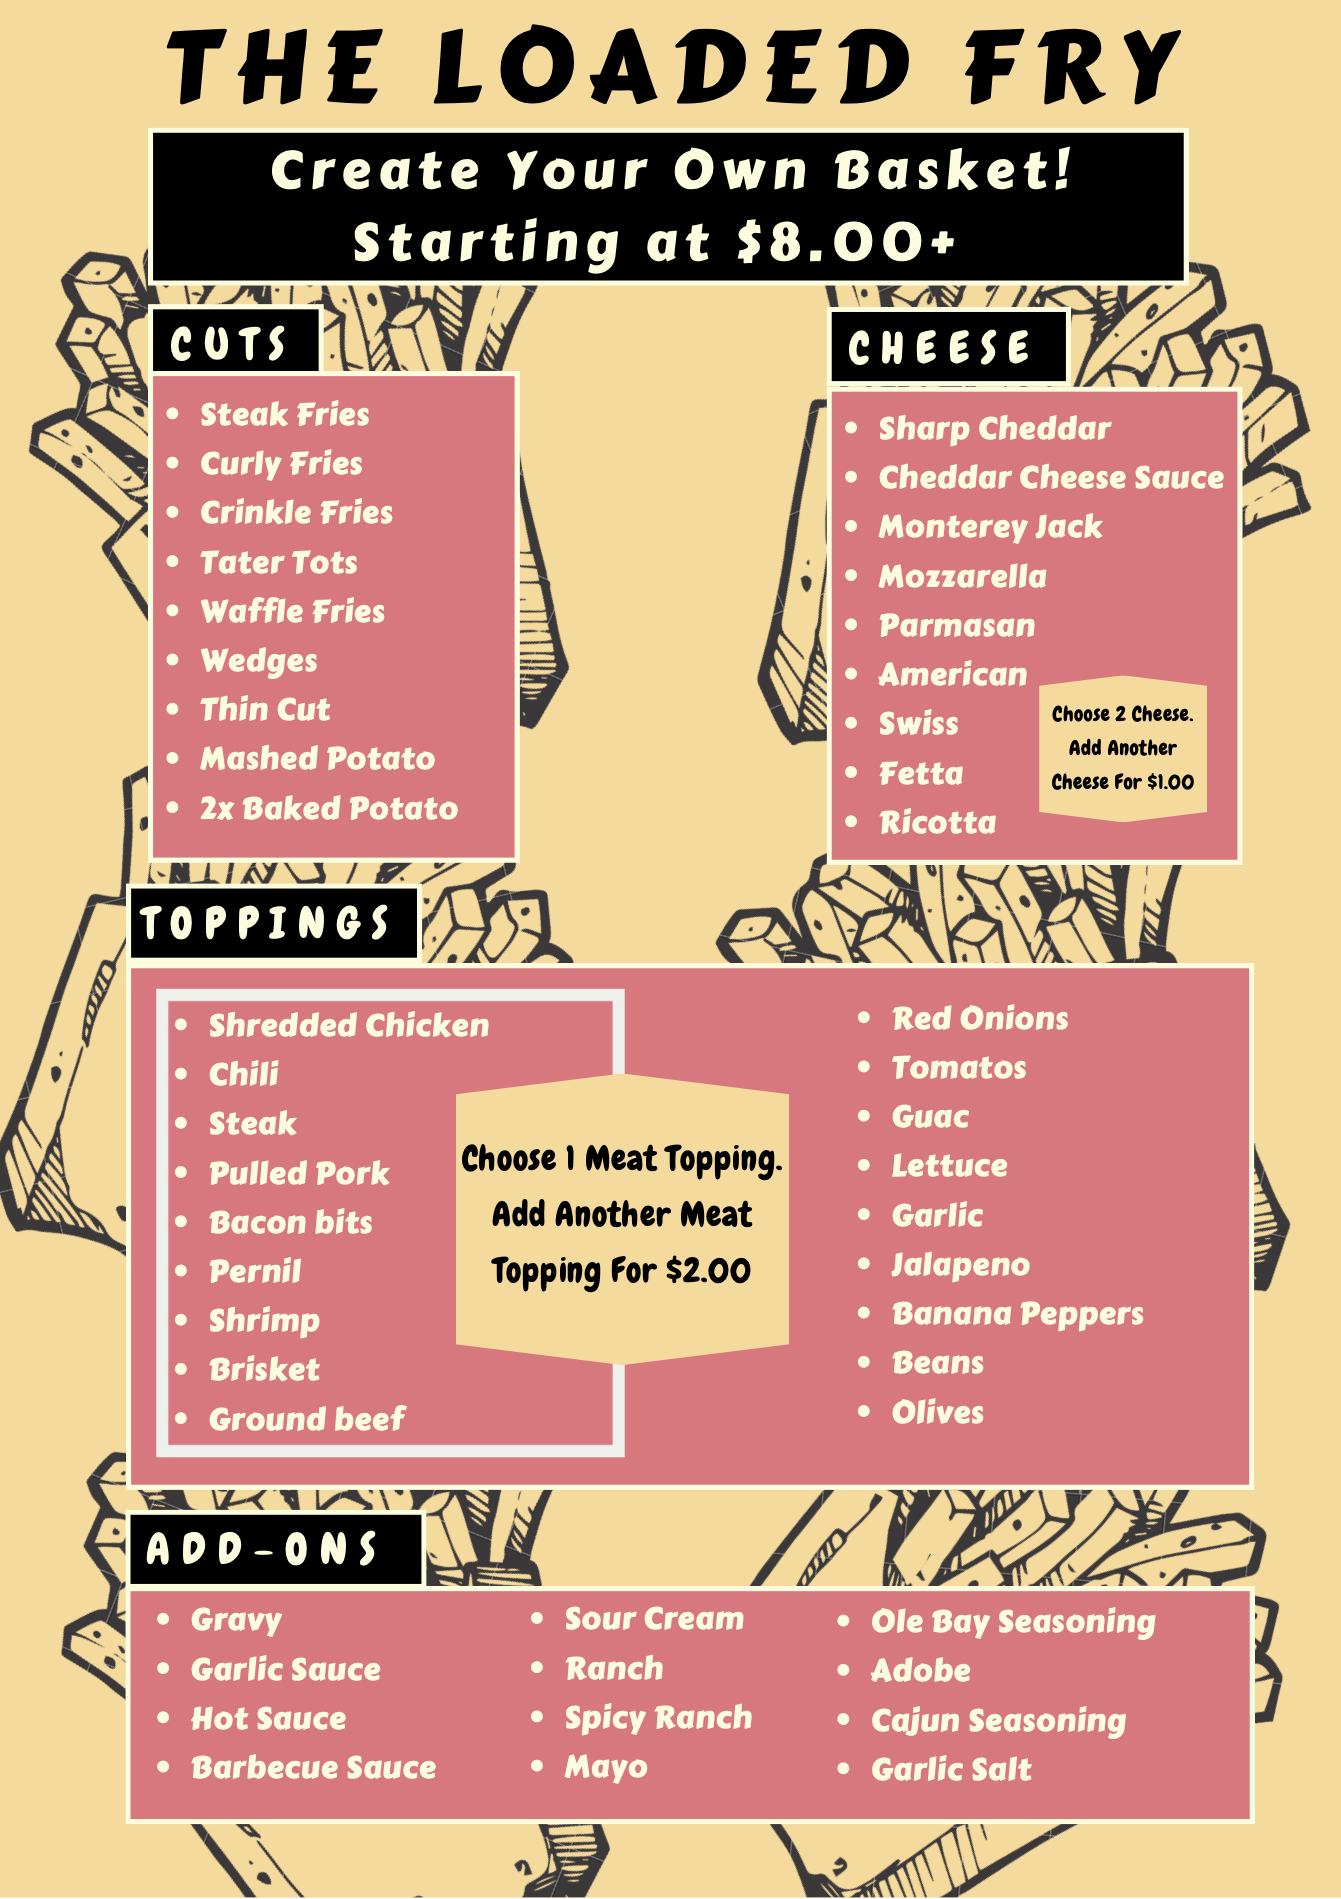 THE LOADED FRY
Create Your Own Basket!
Starting at $8.00+
CUTS
Steak Fries
Curly Fries
Crinkle Fries
Tater Tots
Waffle Fries
Wedges
Thin Cut
Mashed Potato
2x Baked Potato
CHEESE
Sharp Cheddar
Cheddar Cheese Sauce
Monterey Jack
Mozzarella
Parmasan
American
Swiss
Fetta
Ricotta
Choose 2 Cheese.
Add Another
Cheese For $1.00
TOPPINGS
Shredded Chicken
Chili
Steak
Pulled Pork
Bacon bits
Pernil
Shrimp
Brisket
Ground beef
Choose 1 Meat Topping.
Add Another Meat
Topping For $2.00
Red Onions
Tomatos
Guac
Lettuce
Garlic
Jalapeno
Banana Peppers
Beans
Olives
ADD-ONS
Gravy
Garlic Sauce
Hot Sauce
Barbecue Sauce
Sour Cream
Ranch
Spicy Ranch
Mayo
Ole Bay Seasoning
Adobe
Cajun Seasoning
Garlic Salt